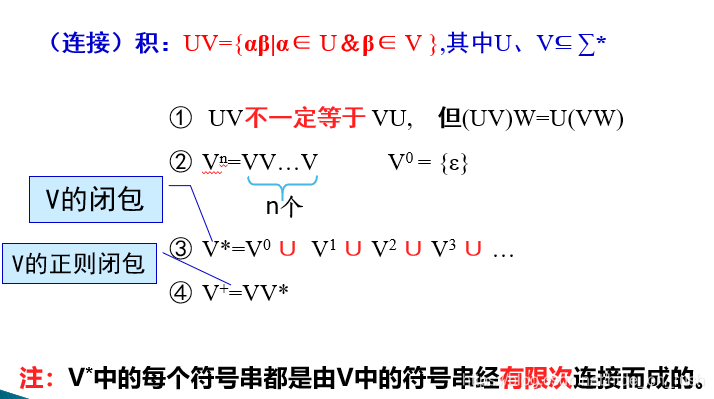 （连接）积：UV={αβ|α∈ U＆β∈ V },其中U、V⊆ ∑*
① UV不一定等于 VU, 但(UV)W=U(VW)
② Vⁿ=VV…V V⁰ = {ε}
n个
V的闭包
③ V*=V⁰ ∪ V¹ ∪ V² ∪ V³ ∪ …
V的正则闭包
④ V⁺=VV*
注：V*中的每个符号串都是由V中的符号串经有限次连接而成的。